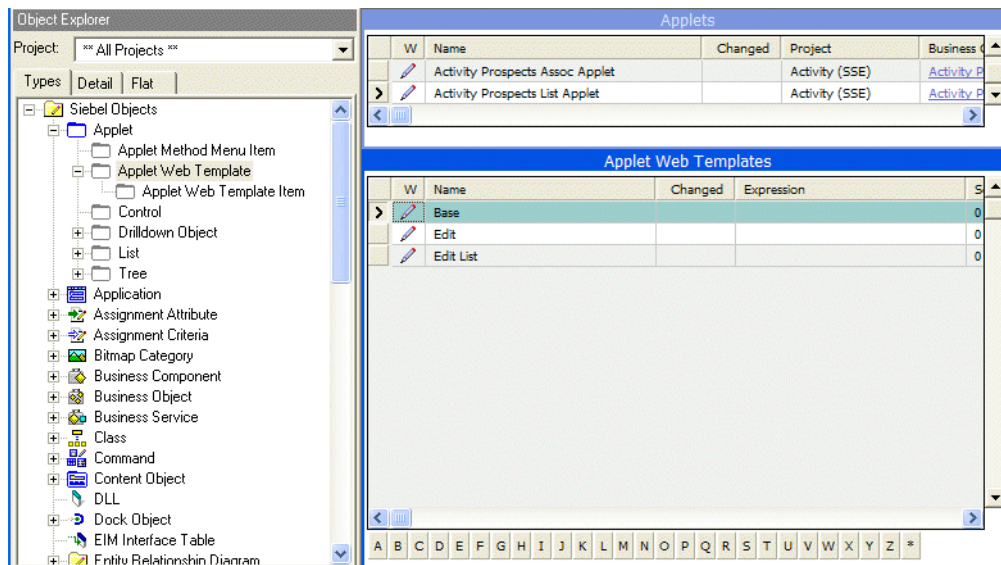 Object Explorer
Project: ** All Projects **
Types Detail Flat
Siebel Objects
Applet
Applet Method Menu Item
Applet Web Template
Applet Web Template Item
Control
Drilldown Object
List
Tree
Application
Assignment Attribute
Assignment Criteria
Bitmap Category
Business Component
Business Object
Business Service
Class
Command
Content Object
DLL
Dock Object
EIM Interface Table
Entity Relationship Diagram
Applets
W Name Changed Project Business
Activity Prospects Assoc Applet Activity (SSE) Activity P
Activity Prospects List Applet Activity (SSE) Activity P
Applet Web Templates
W Name Changed Expression S
Base 0
Edit 0
Edit List 0
A B C D E F G H I J K L M N O P Q R S T U V W X Y Z *